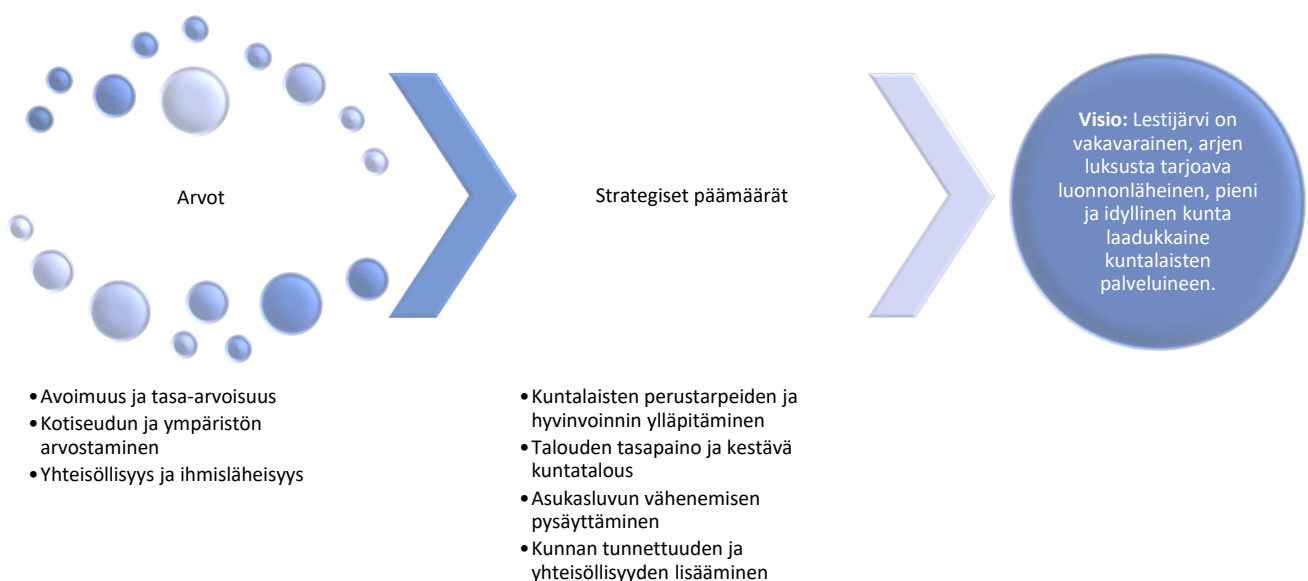 Arvot
•Avoimuus ja tasa-arvoisuus
•Kotiseudun ja ympäristön
arvostaminen
•Yhteisöllisyys ja ihmisläheisyys
Strategiset päämäärät
•Kuntalaisten perustarpeiden ja
hyvinvoinnin ylläpitäminen
•Talouden tasapaino ja kestävä
kuntatalous
•Asukasluvun vähenemisen
pysäyttäminen
•Kunnan tunnettuuden ja
yhteisöllisyyden lisääminen
Visio: Lestijärvi on
vakavarainen, arjen
luksusta tarjoava
luonnonläheinen, pieni
ja idyllinen kunta
laadukkaine
kuntalaisten
palveluineen.